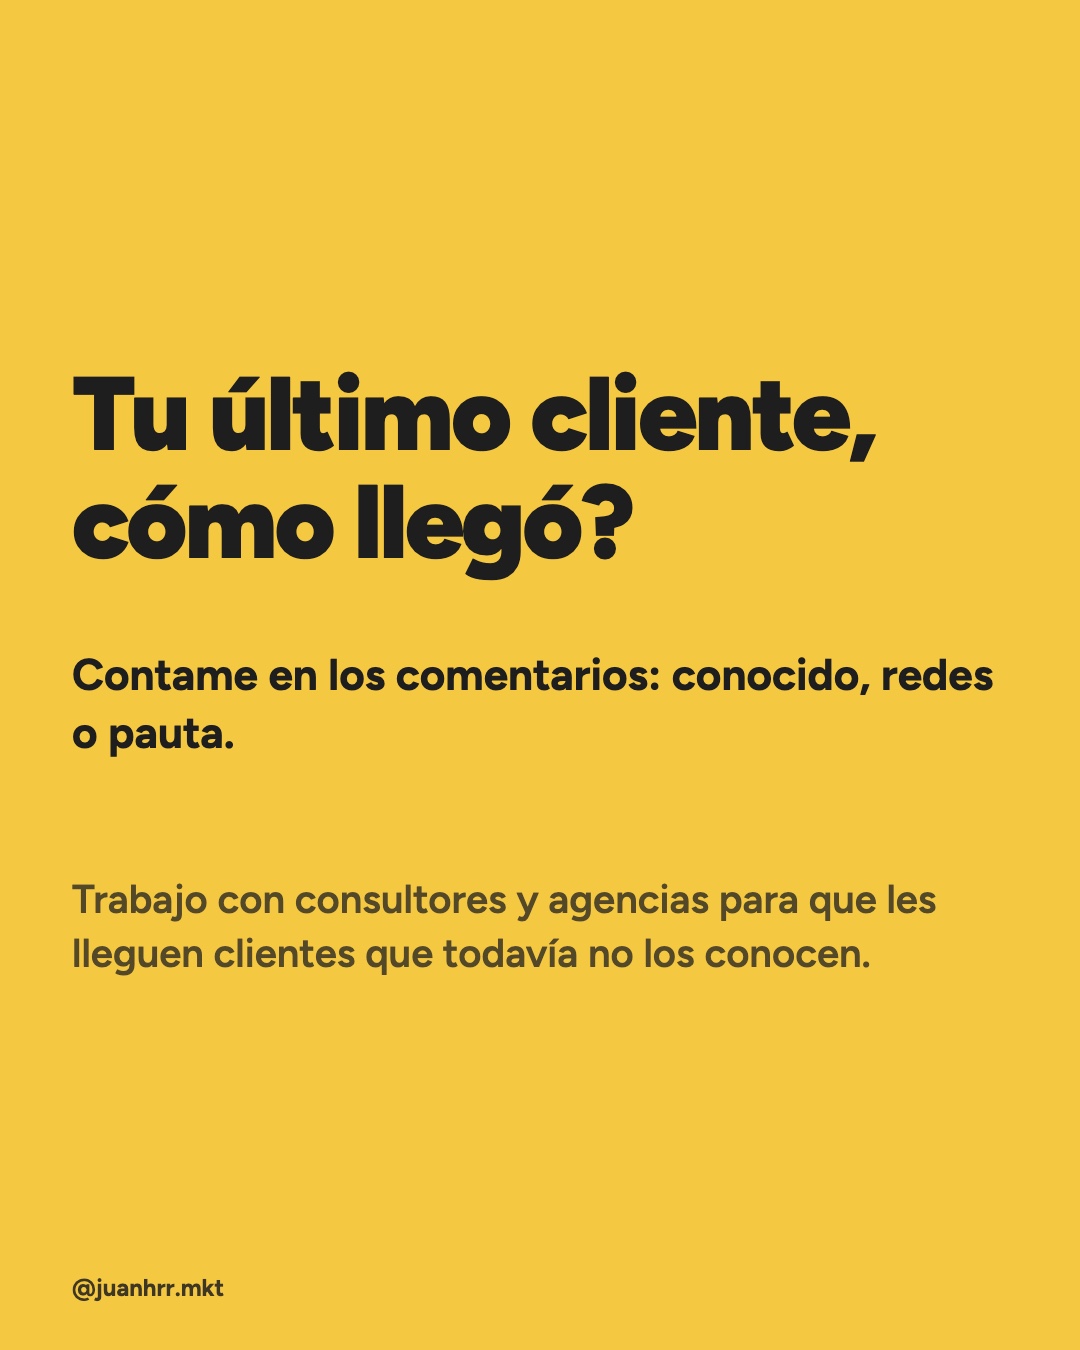 Tu último cliente,
cómo llegó?
Contame en los comentarios: conocido, redes
o pauta.
Trabajo con consultores y agencias para que les
lleguen clientes que todavía no los conocen.
@juanhrr.mkt